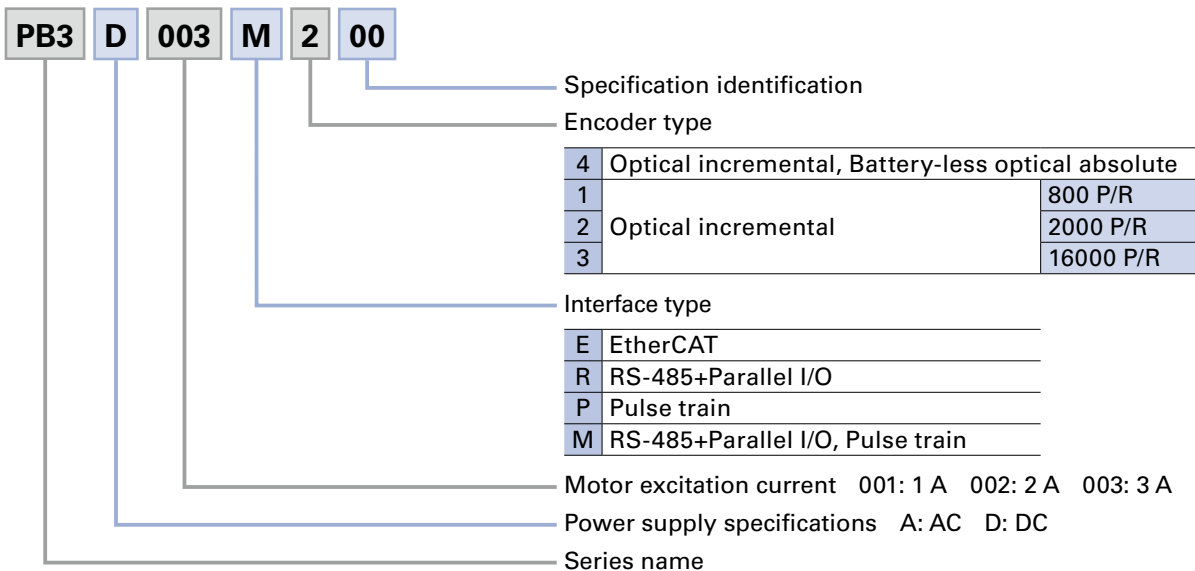 PB3 D 003 M 2 00
Specification identification
Encoder type
4 Optical incremental, Battery-less optical absolute
1 Optical incremental 800 P/R
2 2000 P/R
3 16000 P/R
Interface type
E EtherCAT
R RS-485+Parallel I/O
P Pulse train
M RS-485+Parallel I/O, Pulse train
Motor excitation current 001: 1 A 002: 2 A 003: 3 A
Power supply specifications A: AC D: DC
Series name